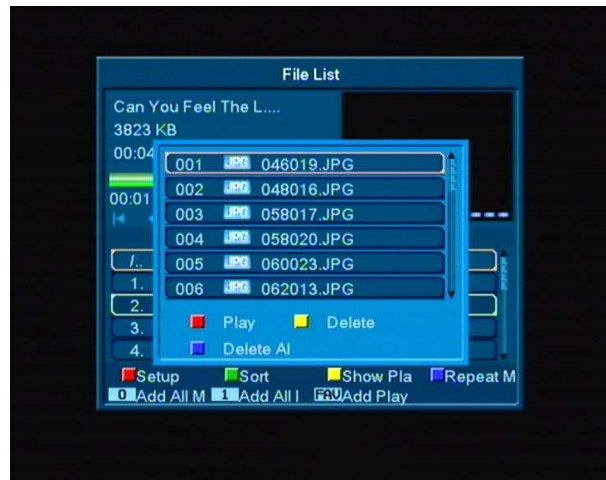 File List
Can You Feel The L....
3823 KB
00:04
00:01
001 JPG 046019.JPG
002 JPG 048016.JPG
003 JPG 058017.JPG
004 JPG 058020.JPG
005 JPG 060023.JPG
006 JPG 062013.JPG
Play Delete
Delete Al
/..
1.
2.
3.
4.
Setup Sort Show Pla Repeat M
0 Add All M 1 Add All I FAV Add Play